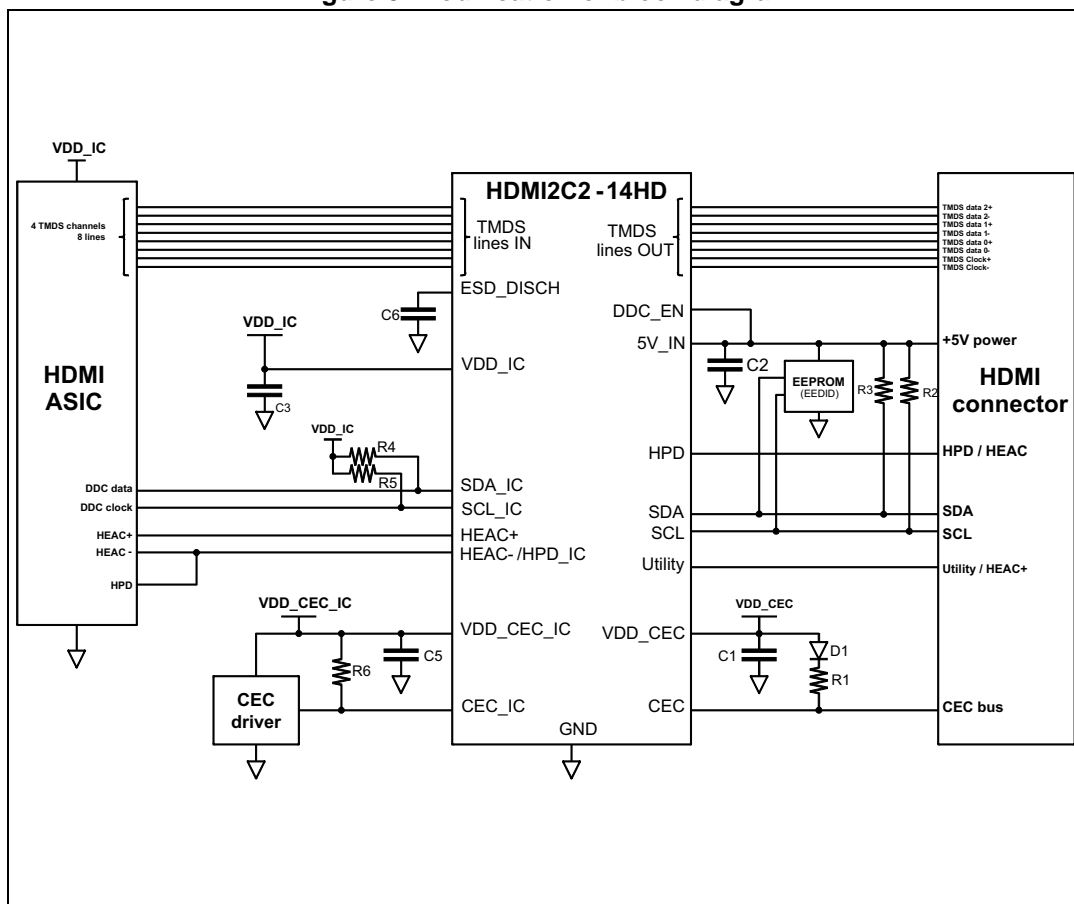 VDD_IC
HDMI2C2 -14HD
4 TMDS channels
8 lines
TMDS
lines IN
TMDS
lines OUT
TMDS data 2+
TMDS data 2-
TMDS data 1+
TMDS data 1-
TMDS data 0+
TMDS data 0-
TMDS Clock+
TMDS Clock-
ESD_DISCH
C6
DDC_EN
VDD_IC
5V_IN
+5V power
VDD_IC
C3
C2
EEPROM
(EEDID)
R3
R2
HDMI
ASIC
HDMI
connector
VDD_IC
R4
R5
HPD
HPD / HEAC
DDC data
SDA_IC
SDA
SDA
DDC clock
SCL_IC
SCL
SCL
HEAC+
HEAC+
HEAC -
HEAC- /HPD_IC
Utility
Utility / HEAC+
HPD
VDD_CEC_IC
VDD_CEC
VDD_CEC_IC
VDD_CEC
R6
C5
C1
D1
R1
CEC
driver
CEC_IC
CEC
CEC bus
GND